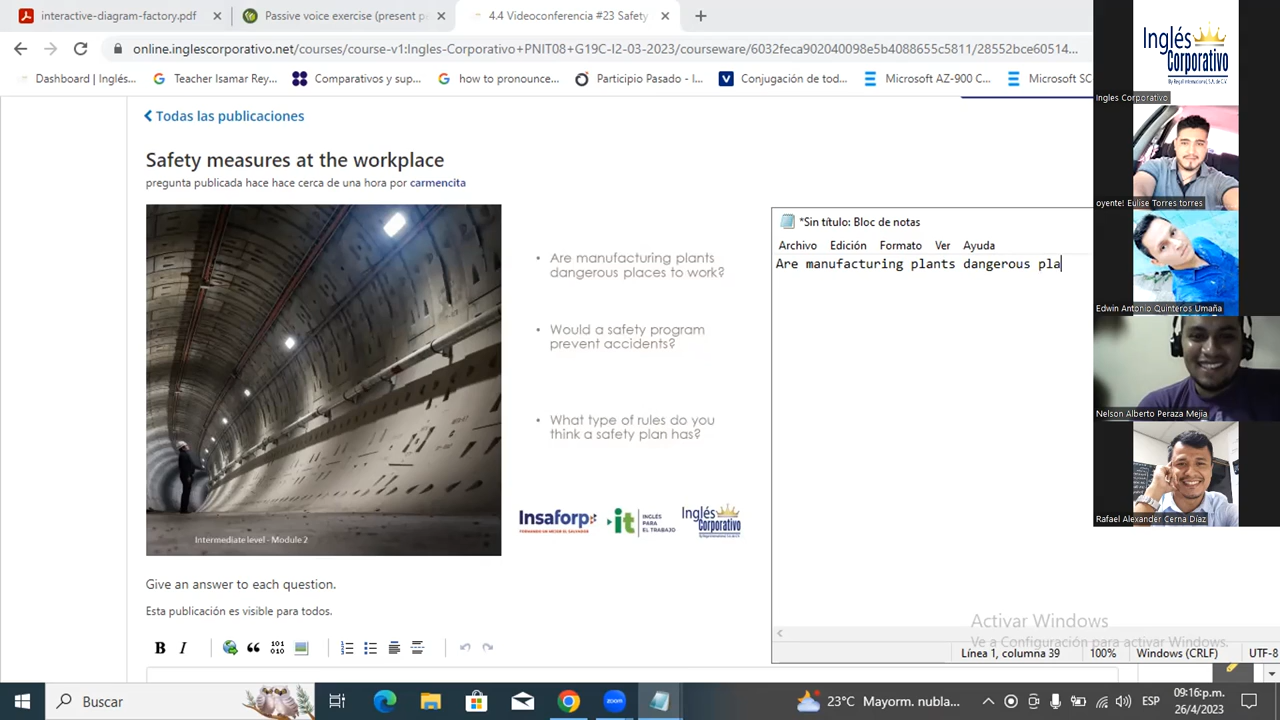 interactive-diagram-factory.pdf
Passive voice exercise (present p
4.4 Videoconferencia #23 Safety
online.inglescorporativo.net/courses/course-v1:Ingles-Corporativo+PNIT08+G19C-I2-03-2023/courseware/6032feca902040098e5b4088655c5811/28552bce60514...
Dashboard | Inglés...
Teacher Isamar Rey...
Comparativos y sup...
how to pronounce...
Participio Pasado - I...
Conjugación de tod...
Microsoft AZ-900 C...
Microsoft SC
Todas las publicaciones
Safety measures at the workplace
pregunta publicada hace hace cerca de una hora por carmencita
• Are manufacturing plants
dangerous places to work?
• Would a safety program
prevent accidents?
• What type of rules do you
think a safety plan has?
Intermediate level - Module 2
Insaforp
it
INGLÉS
PARA
EL TRABAJO
Inglés
Corporativo
Give an answer to each question.
Esta publicación es visible para todos.
B I
*Sin título: Bloc de notas
Archivo Edición Formato Ver Ayuda
Are manufacturing plants dangerous pla
Activar Windows
Ve a Configuración para activar Windows.
Línea 1, columna 39 100% Windows (CRLF) UTF-8
Inglés
Corporativo
Ingles Corporativo
oyente! Eulise Torres torres
Edwin Antonio Quinteros Umaña
Nelson Alberto Peraza Mejia
Rafael Alexander Cerna Díaz
Buscar
zoom
23°C Mayorm. nubla...
ESP
09:16 p.m.
26/4/2023